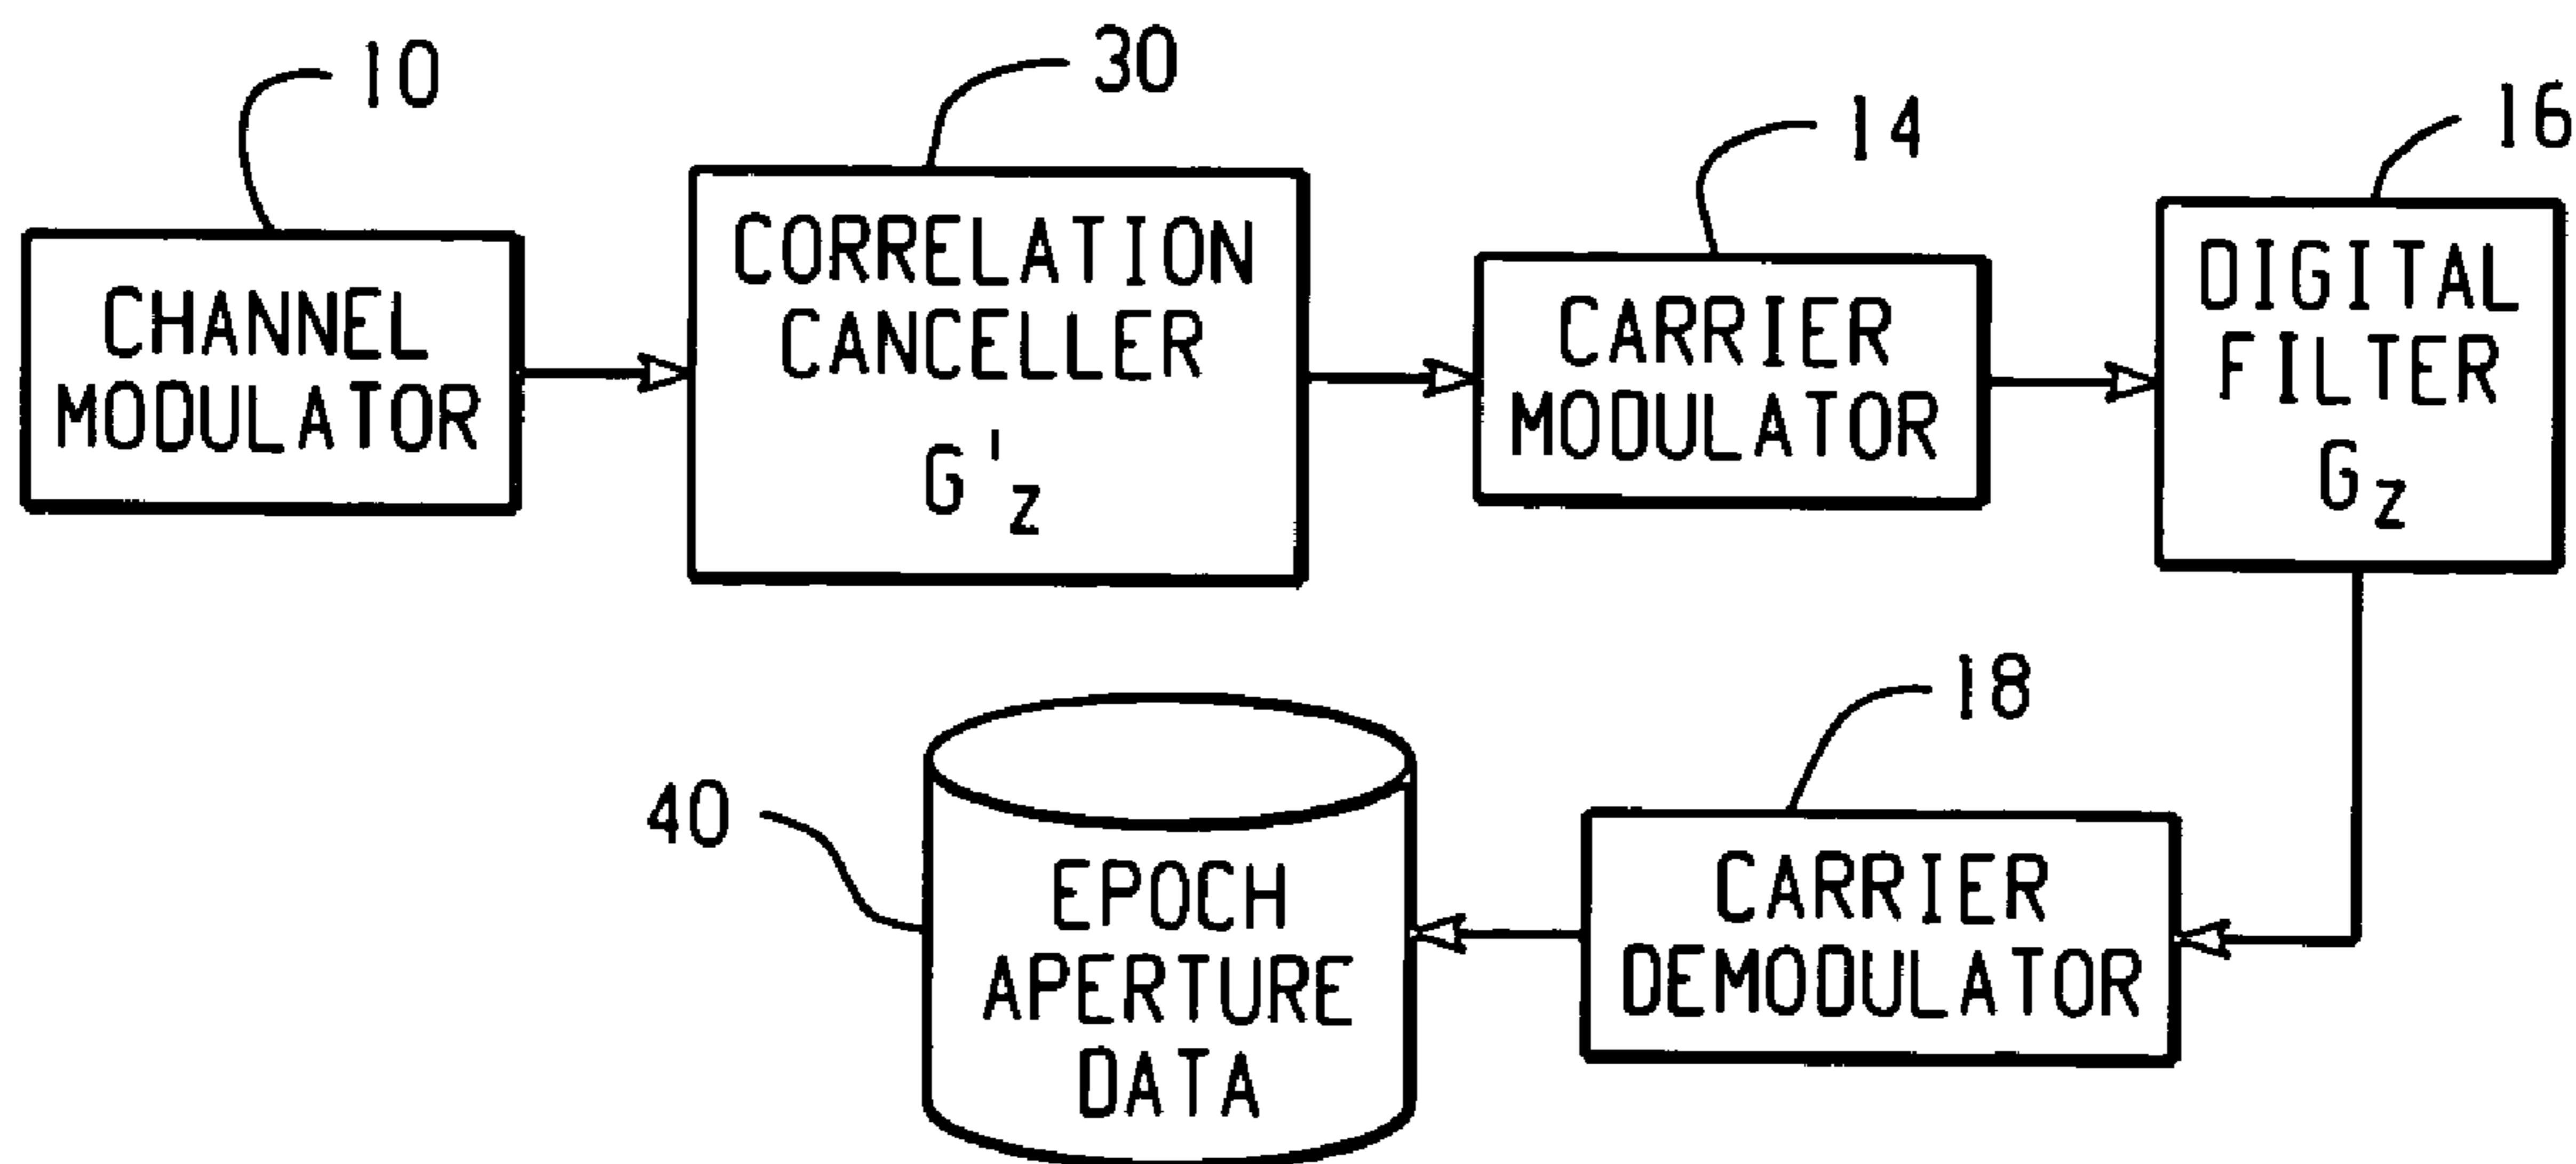 10
30
14
16
CHANNEL
MODULATOR
CORRELATION
CANCELLER
G'z
CARRIER
MODULATOR
DIGITAL
FILTER
Gz
40
EPOCH
APERTURE
DATA
18
CARRIER
DEMODULATOR